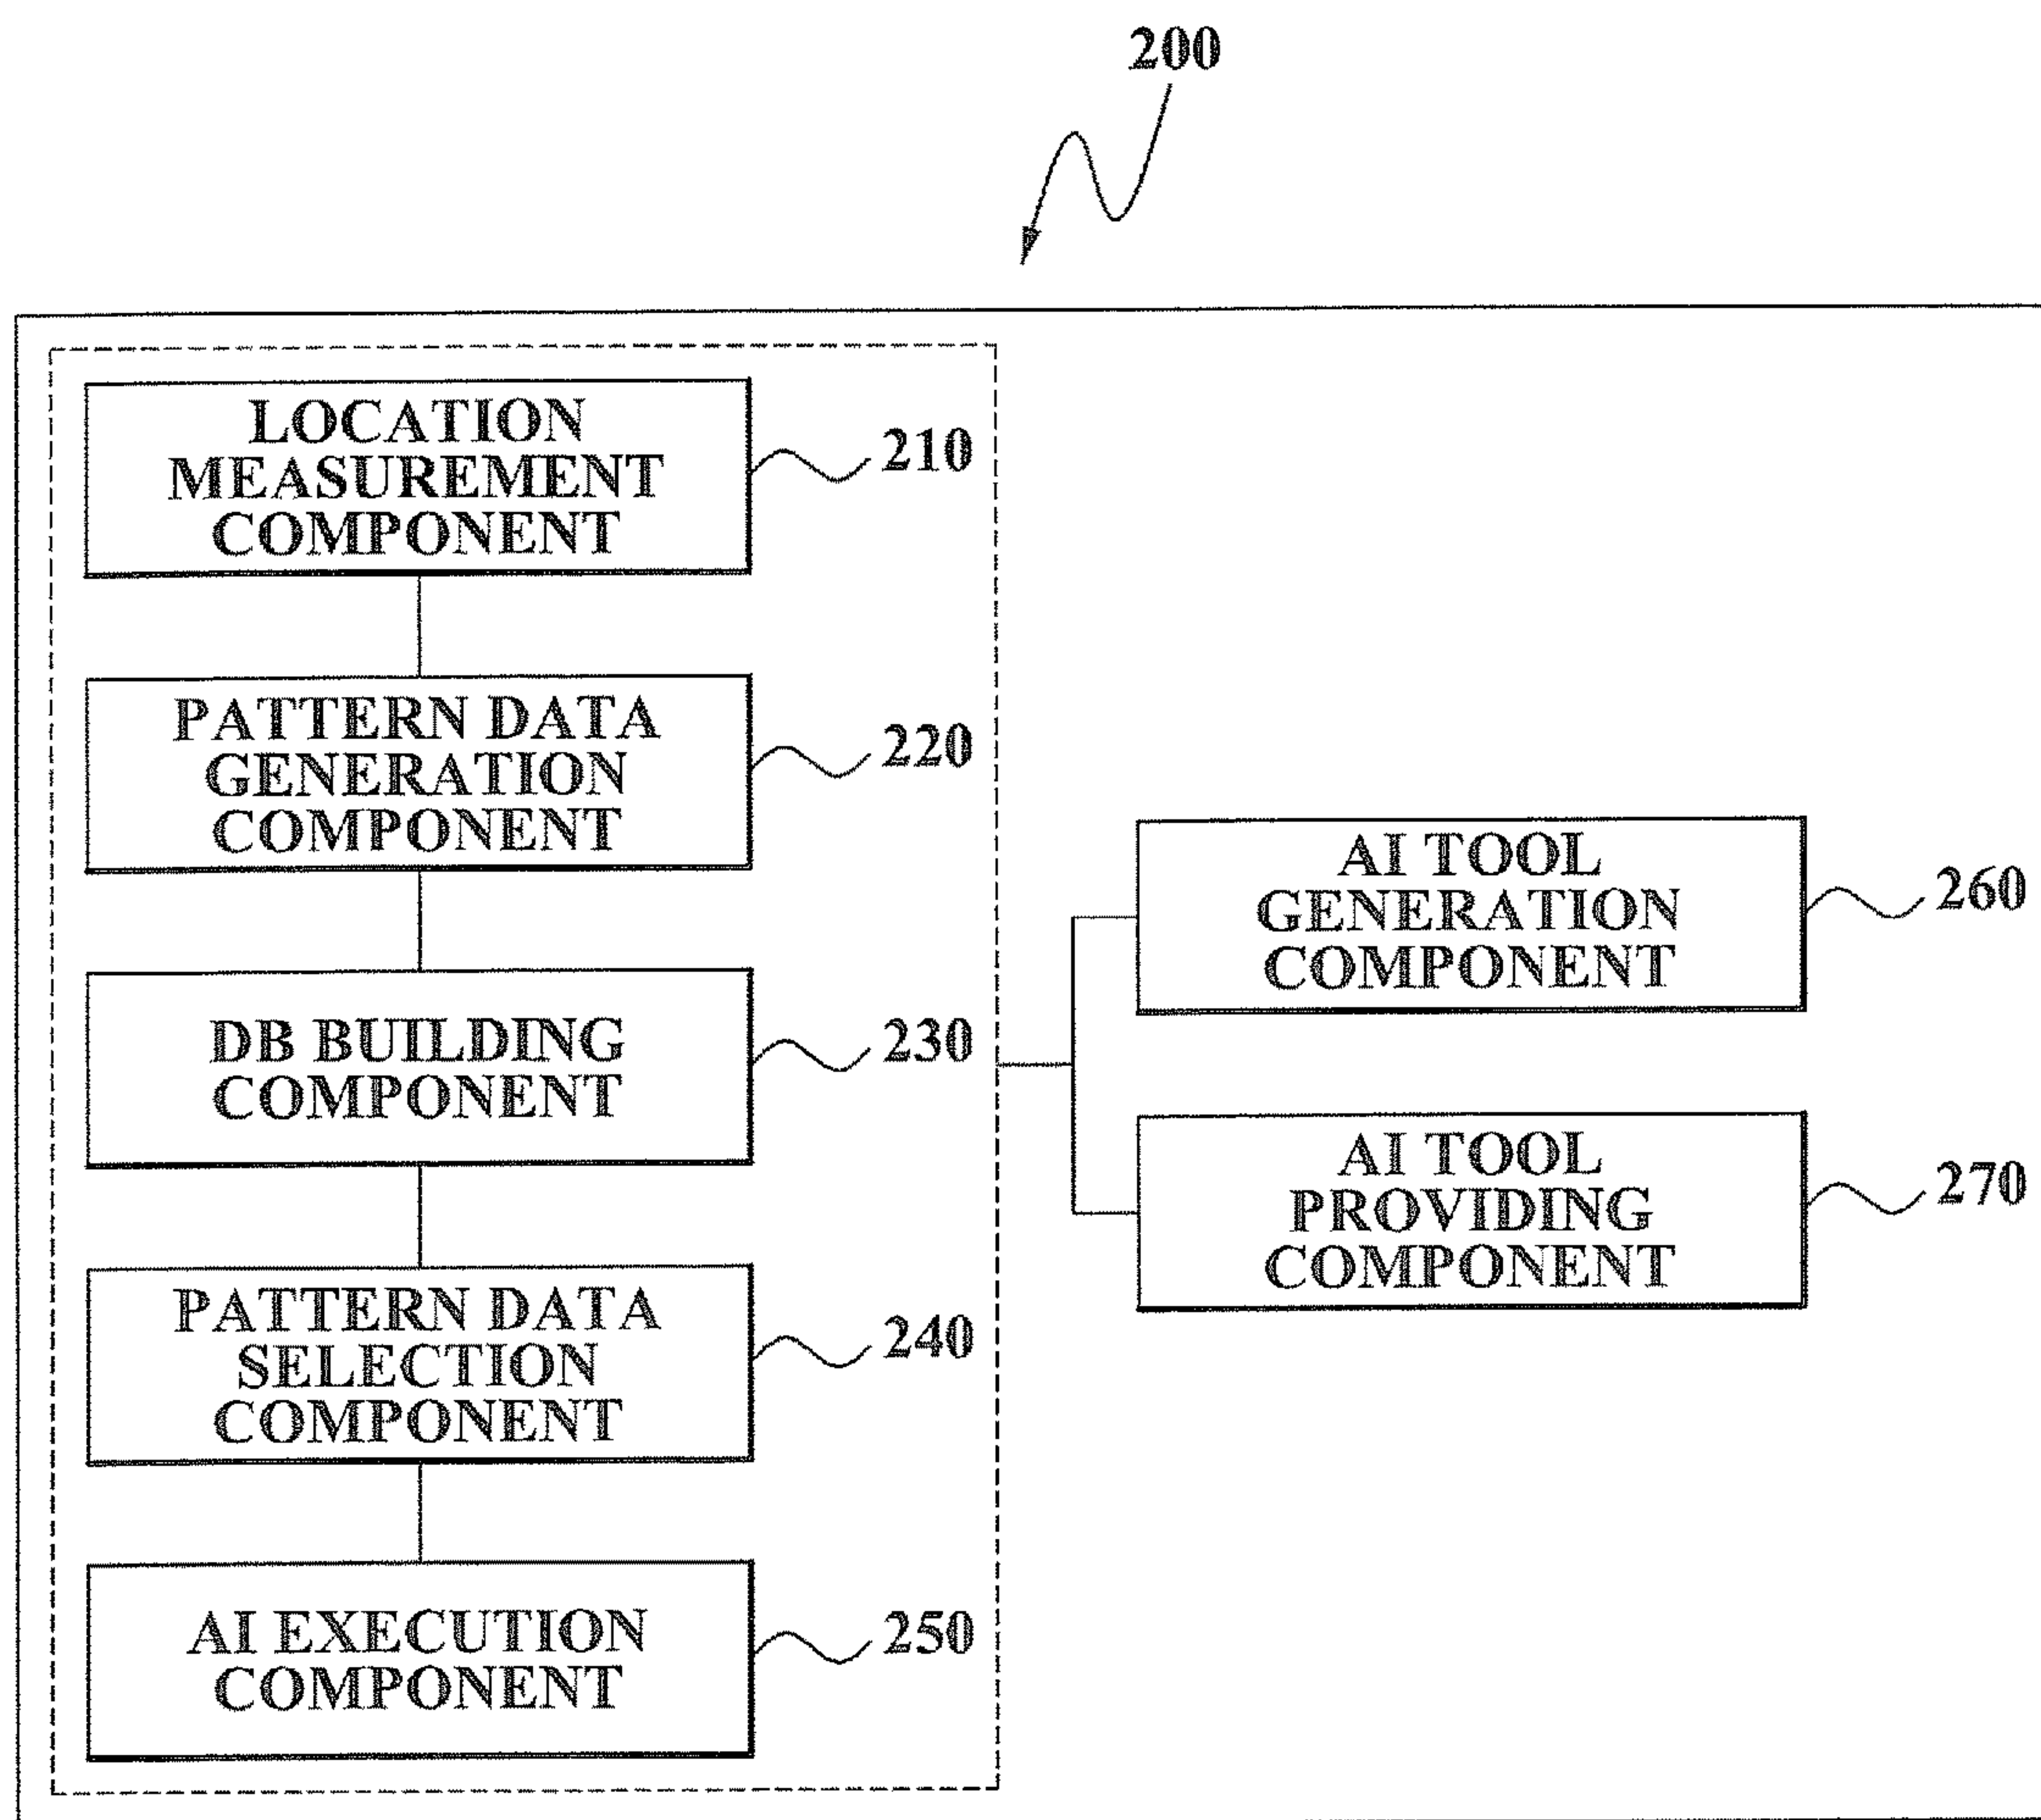 200
LOCATION
MEASUREMENT
COMPONENT
210
PATTERN DATA
GENERATION
COMPONENT
220
DB BUILDING
COMPONENT
230
PATTERN DATA
SELECTION
COMPONENT
240
AI EXECUTION
COMPONENT
250
AI TOOL
GENERATION
COMPONENT
260
AI TOOL
PROVIDING
COMPONENT
270